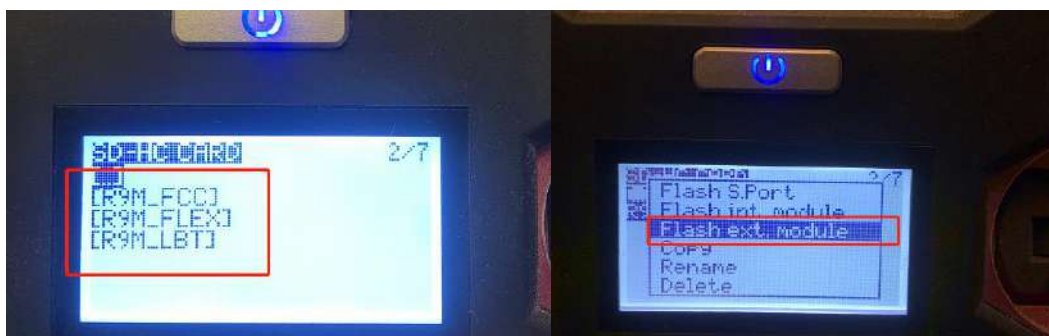 SD-HC CARD 2/7
[R9M_FCC]
[R9M_FLEX]
[R9M_LBT]
2/7
Flash S.Port
Flash int. module
Flash ext. module
Copy
Rename
Delete